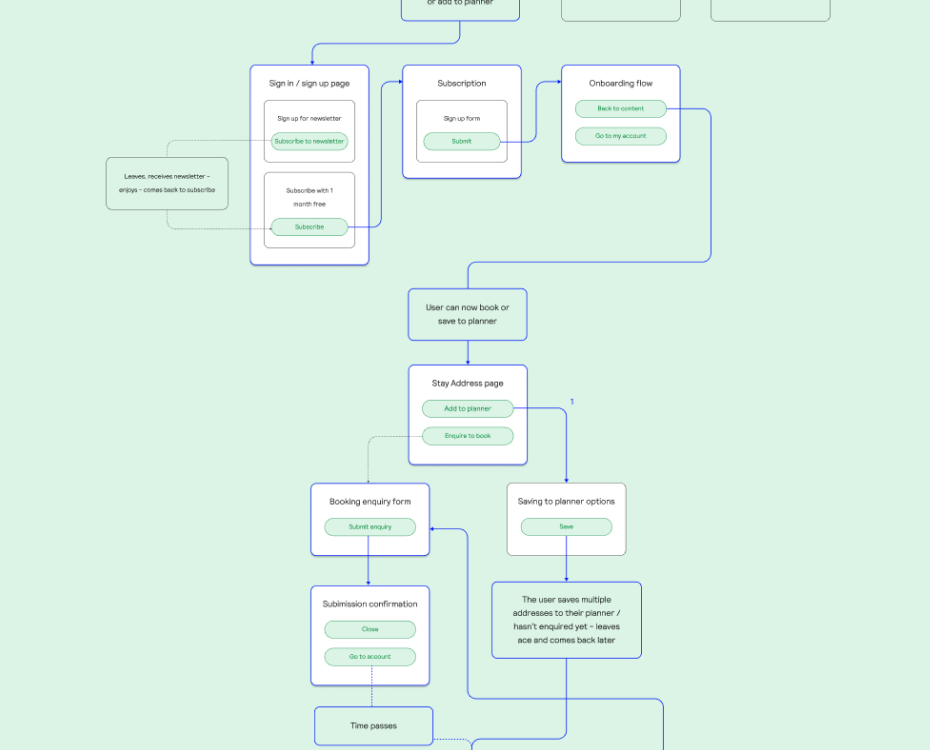 or add to planner
Sign in / sign up page
Sign up for newsletter
Subscribe to newsletter
Subscribe with 1
month free
Subscribe
Leaves, receives newsletter –
enjoys – comes back to subscribe
Subscription
Sign up form
Submit
Onboarding flow
Back to content
Go to my account
User can now book or
save to planner
Stay Address page
Add to planner
Enquire to book
1
Booking enquiry form
Submit enquiry
Saving to planner options
Save
Subimission confirmation
Close
Go to account
The user saves multiple
addresses to their planner /
hasn't enquired yet – leaves
ace and comes back later
Time passes